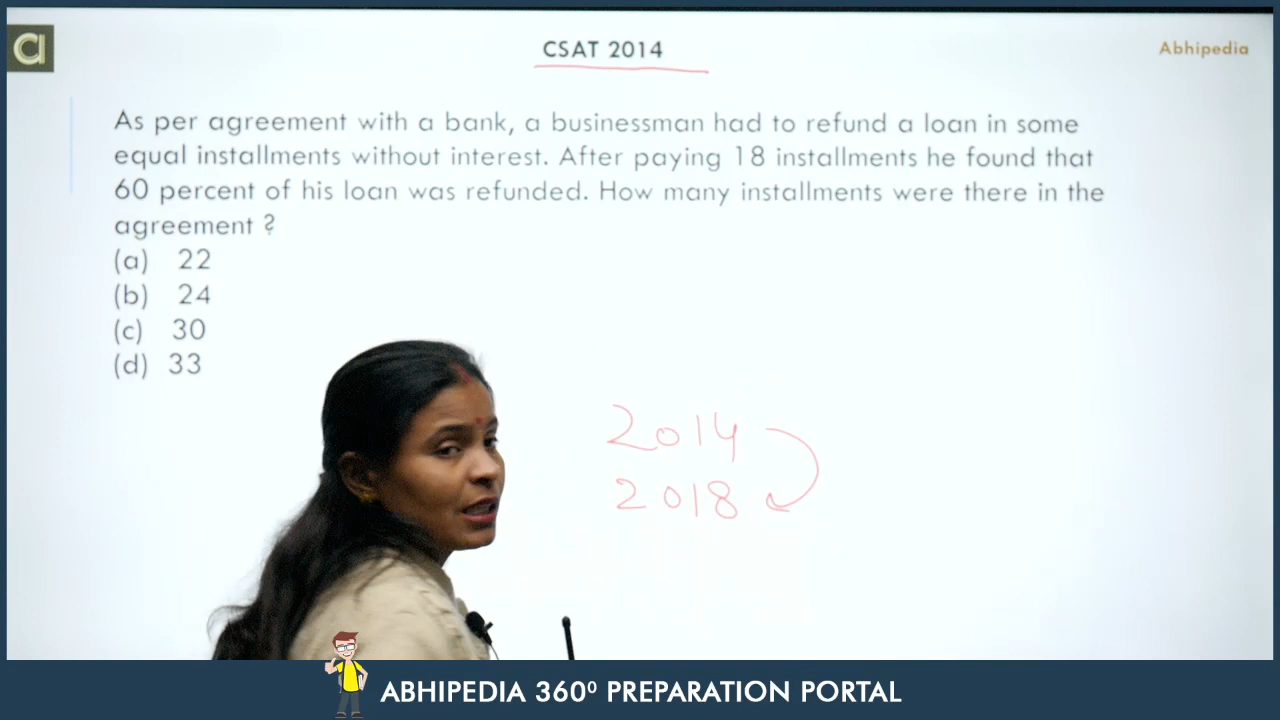 CSAT 2014
Abhipedia
As per agreement with a bank, a businessman had to refund a loan in some
equal installments without interest. After paying 18 installments he found that
60 percent of his loan was refunded. How many installments were there in the
agreement ?
(a) 22
(b) 24
(c) 30
(d) 33
2014
2018
ABHIPEDIA 360⁰ PREPARATION PORTAL